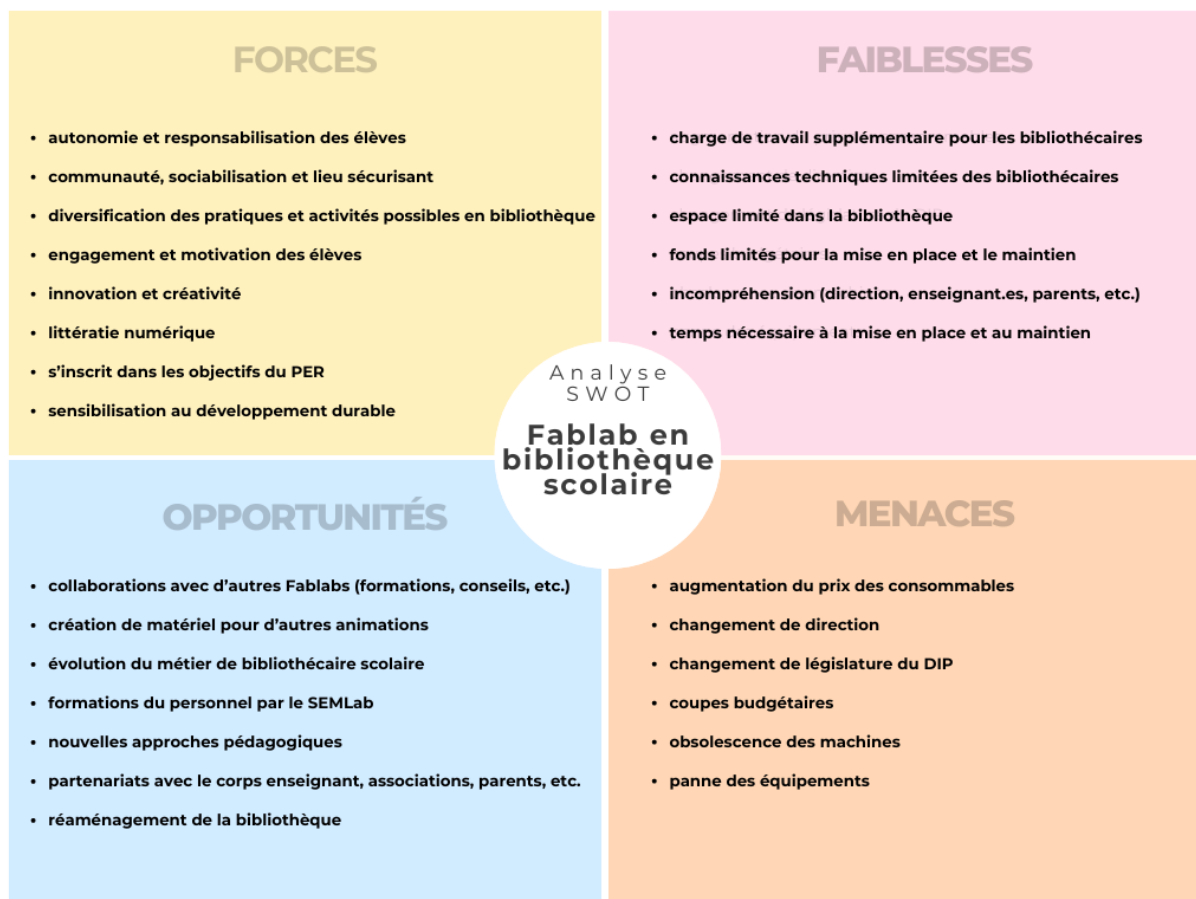 FORCES
• autonomie et responsabilisation des élèves
• communauté, sociabilisation et lieu sécurisant
• diversification des pratiques et activités possibles en bibliothèque
• engagement et motivation des élèves
• innovation et créativité
• littératie numérique
• s’inscrit dans les objectifs du PER
• sensibilisation au développement durable
FAIBLESSES
• charge de travail supplémentaire pour les bibliothécaires
• connaissances techniques limitées des bibliothécaires
• espace limité dans la bibliothèque
• fonds limités pour la mise en place et le maintien
• incompréhension (direction, enseignant.es, parents, etc.)
• temps nécessaire à la mise en place et au maintien
Analyse
SWOT
Fablab en
bibliothèque
scolaire
OPPORTUNITÉS
• collaborations avec d’autres Fablabs (formations, conseils, etc.)
• création de matériel pour d’autres animations
• évolution du métier de bibliothécaire scolaire
• formations du personnel par le SEMLab
• nouvelles approches pédagogiques
• partenariats avec le corps enseignant, associations, parents, etc.
• réaménagement de la bibliothèque
MENACES
• augmentation du prix des consommables
• changement de direction
• changement de législature du DIP
• coupes budgétaires
• obsolescence des machines
• panne des équipements